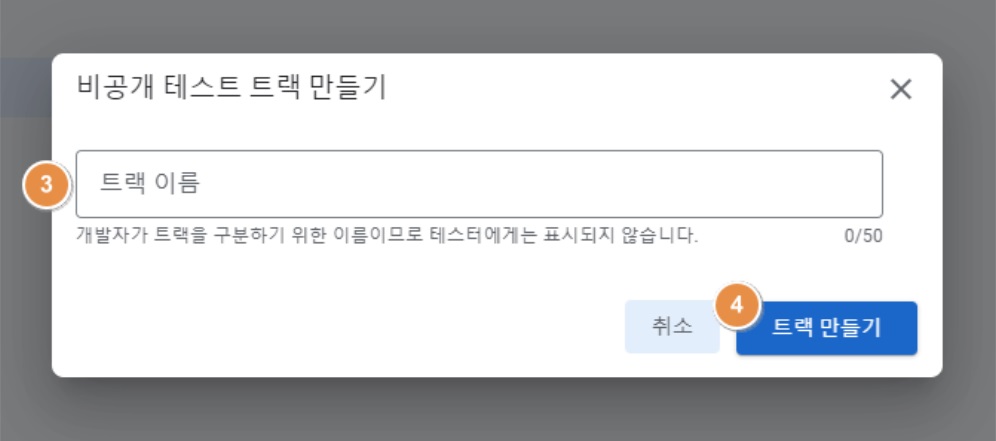 비공개 테스트 트랙 만들기
3
트랙 이름
개발자가 트랙을 구분하기 위한 이름이므로 테스터에게는 표시되지 않습니다.
0/50
취소
4
트랙 만들기